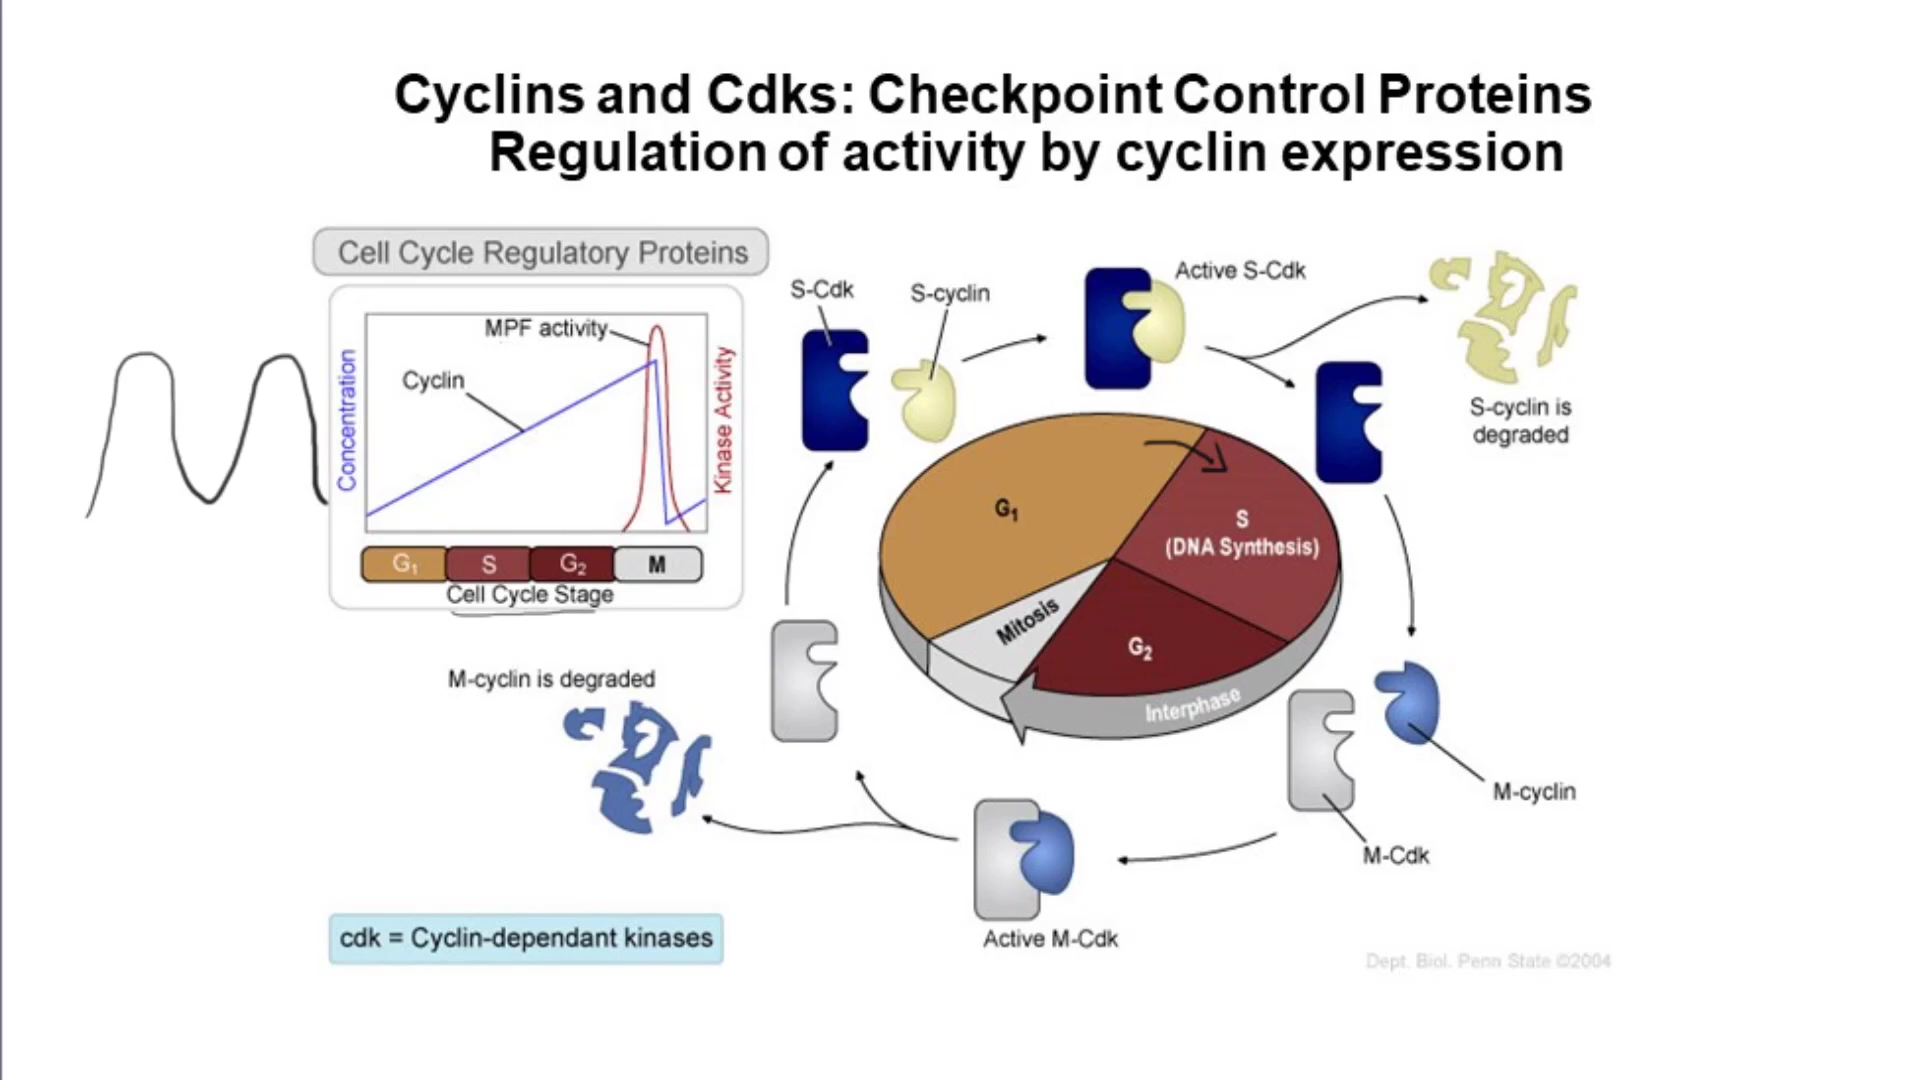 Cyclins and Cdks: Checkpoint Control Proteins
Regulation of activity by cyclin expression
Cell Cycle Regulatory Proteins
MPF activity
Cyclin
Concentration
Kinase Activity
G₁ S G₂ M
Cell Cycle Stage
S-Cdk
S-cyclin
Active S-Cdk
S-cyclin is
degraded
G₁
S
(DNA Synthesis)
Mitosis
G₂
Interphase
M-cyclin is degraded
M-cyclin
M-Cdk
Active M-Cdk
cdk = Cyclin-dependant kinases
Dept. Biol. Penn State ©2004